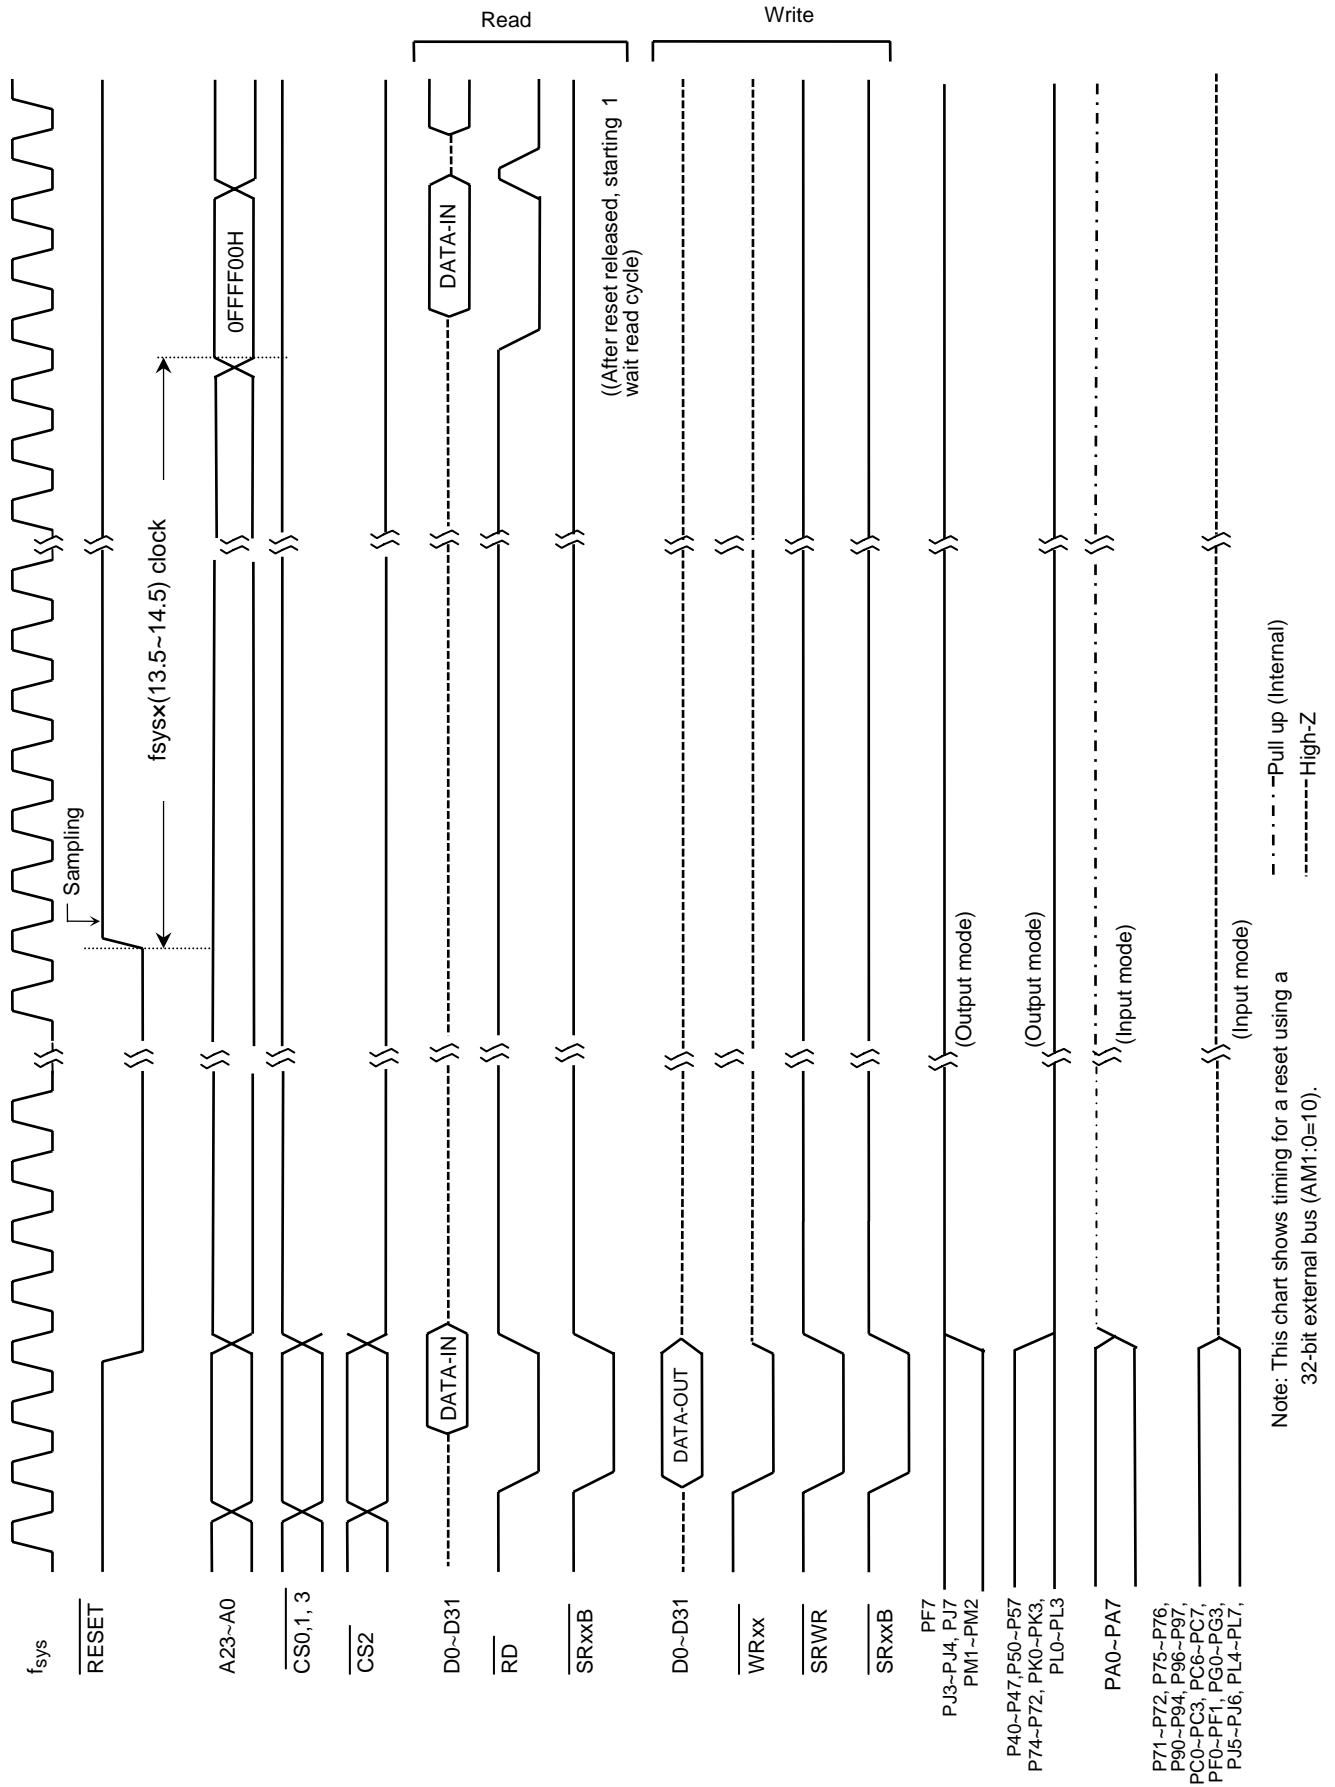 Read
Write
fsys
RESET
Sampling
fsys×(13.5~14.5) clock
A23~A0
0FFFF00H
CS0,1, 3
CS2
D0~D31
DATA-IN
DATA-IN
RD
SRxxB
((After reset released, starting 1
wait read cycle)
D0~D31
DATA-OUT
WRxx
SRWR
SRxxB
PF7
PJ3~PJ4, PJ7
PM1~PM2
(Output mode)
P40~P47,P50~P57
P74~P72, PK0~PK3,
PL0~PL3
(Output mode)
PA0~PA7
(Input mode)
P71~P72, P75~P76,
P90~P94, P96~P97,
PC0~PC3, PC6~PC7,
PF0~PF1, PG0~PG3,
PJ5~PJ6, PL4~PL7,
(Input mode)
Pull up (Internal)
High-Z
Note: This chart shows timing for a reset using a
32-bit external bus (AM1:0=10).